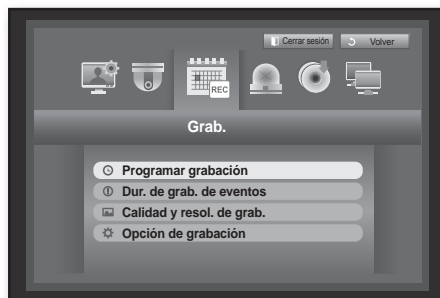 Cerrar sesión Volver
REC
Grab.
Programar grabación
Dur. de grab. de eventos
Calidad y resol. de grab.
Opción de grabación